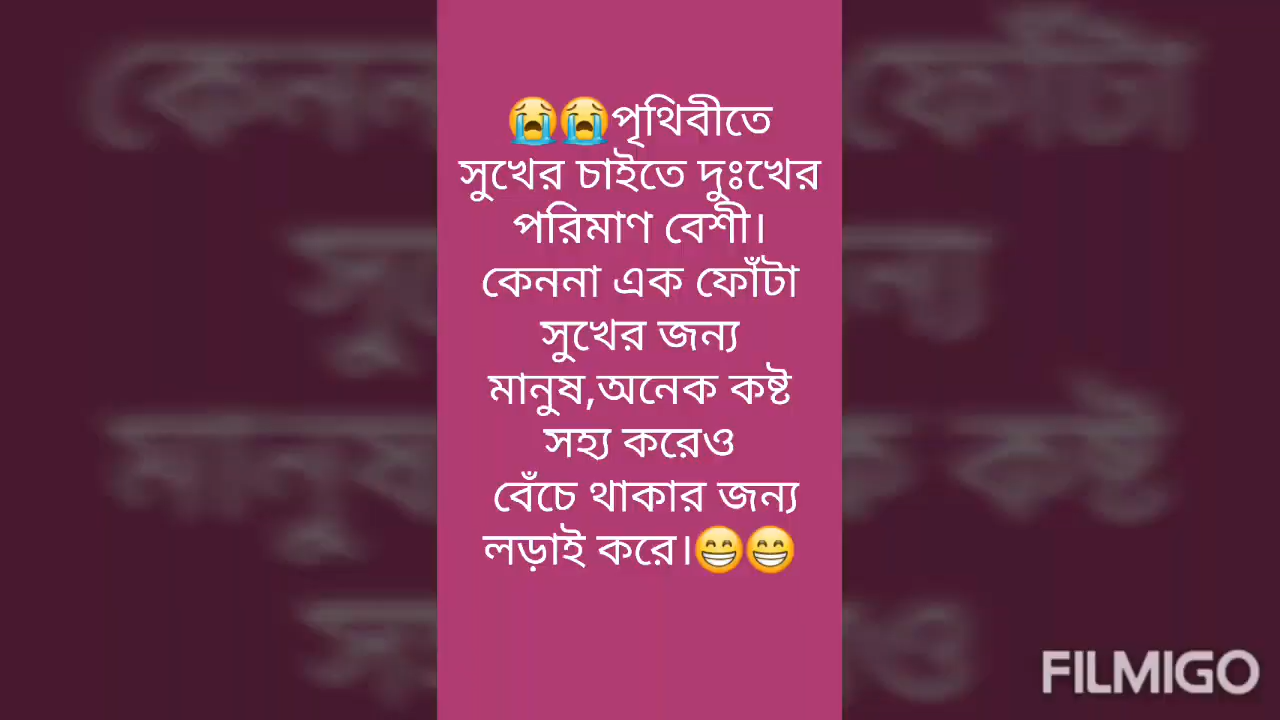 😭😭পৃথিবীতে
সুখের চাইতে দুঃখের
পরিমাণ বেশী।
কেননা এক ফোঁটা
সুখের জন্য
মানুষ,অনেক কষ্ট
সহ্য করেও
বেঁচে থাকার জন্য
লড়াই করে।😁😁
FILMIGO